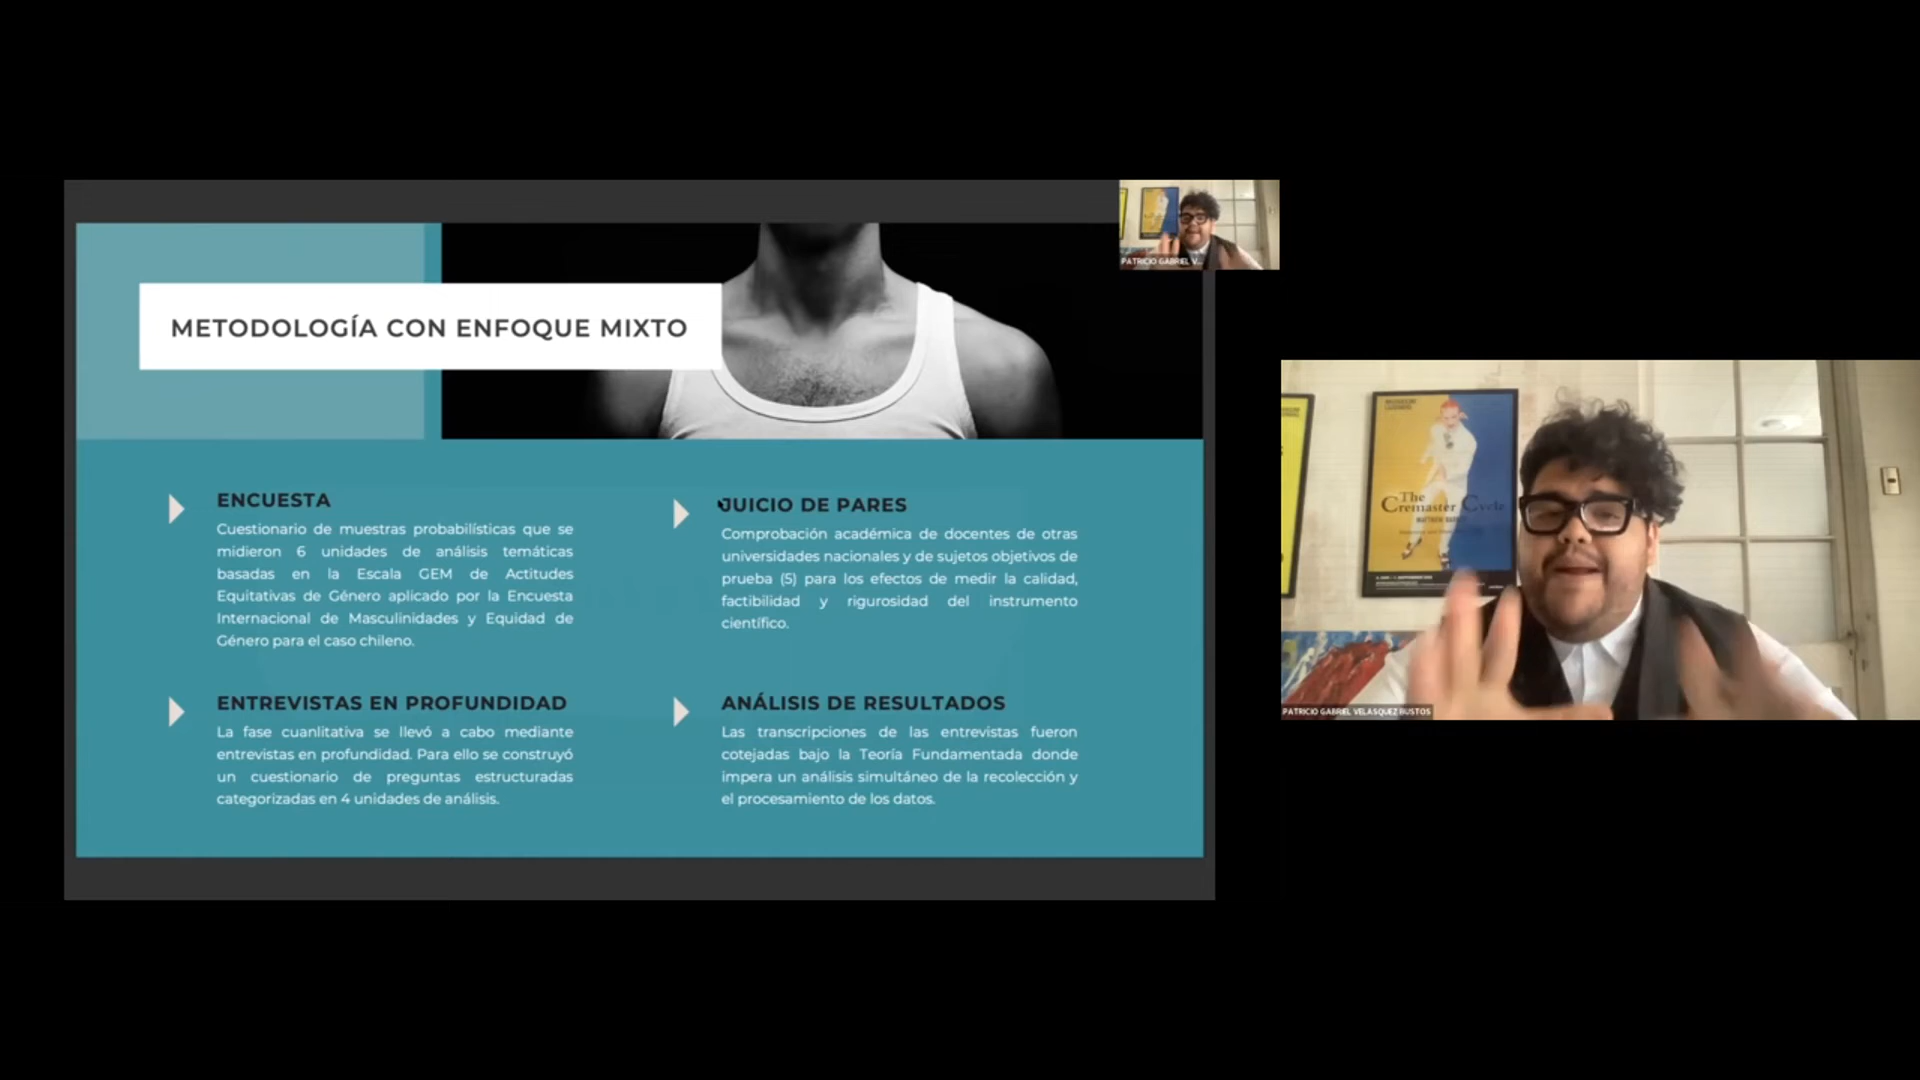 METODOLOGÍA CON ENFOQUE MIXTO
ENCUESTA
Cuestionario de muestras probabilísticas que se
midieron 6 unidades de análisis temáticas
basadas en la Escala GEM de Actitudes
Equitativas de Género aplicado por la Encuesta
Internacional de Masculinidades y Equidad de
Género para el caso chileno.
JUICIO DE PARES
Comprobación académica de docentes de otras
universidades nacionales y de sujetos objetivos de
prueba (5) para los efectos de medir la calidad,
factibilidad y rigurosidad del instrumento
científico.
ENTREVISTAS EN PROFUNDIDAD
La fase cuanlitativa se llevó a cabo mediante
entrevistas en profundidad. Para ello se construyó
un cuestionario de preguntas estructuradas
categorizadas en 4 unidades de análisis.
ANÁLISIS DE RESULTADOS
Las transcripciones de las entrevistas fueron
cotejadas bajo la Teoría Fundamentada donde
impera un análisis simultáneo de la recolección y
el procesamiento de los datos.
PATRICIO GABRIEL V...
The
Cremaster Cycle
PATRICIO GABRIEL VELASQUEZ BUSTOS